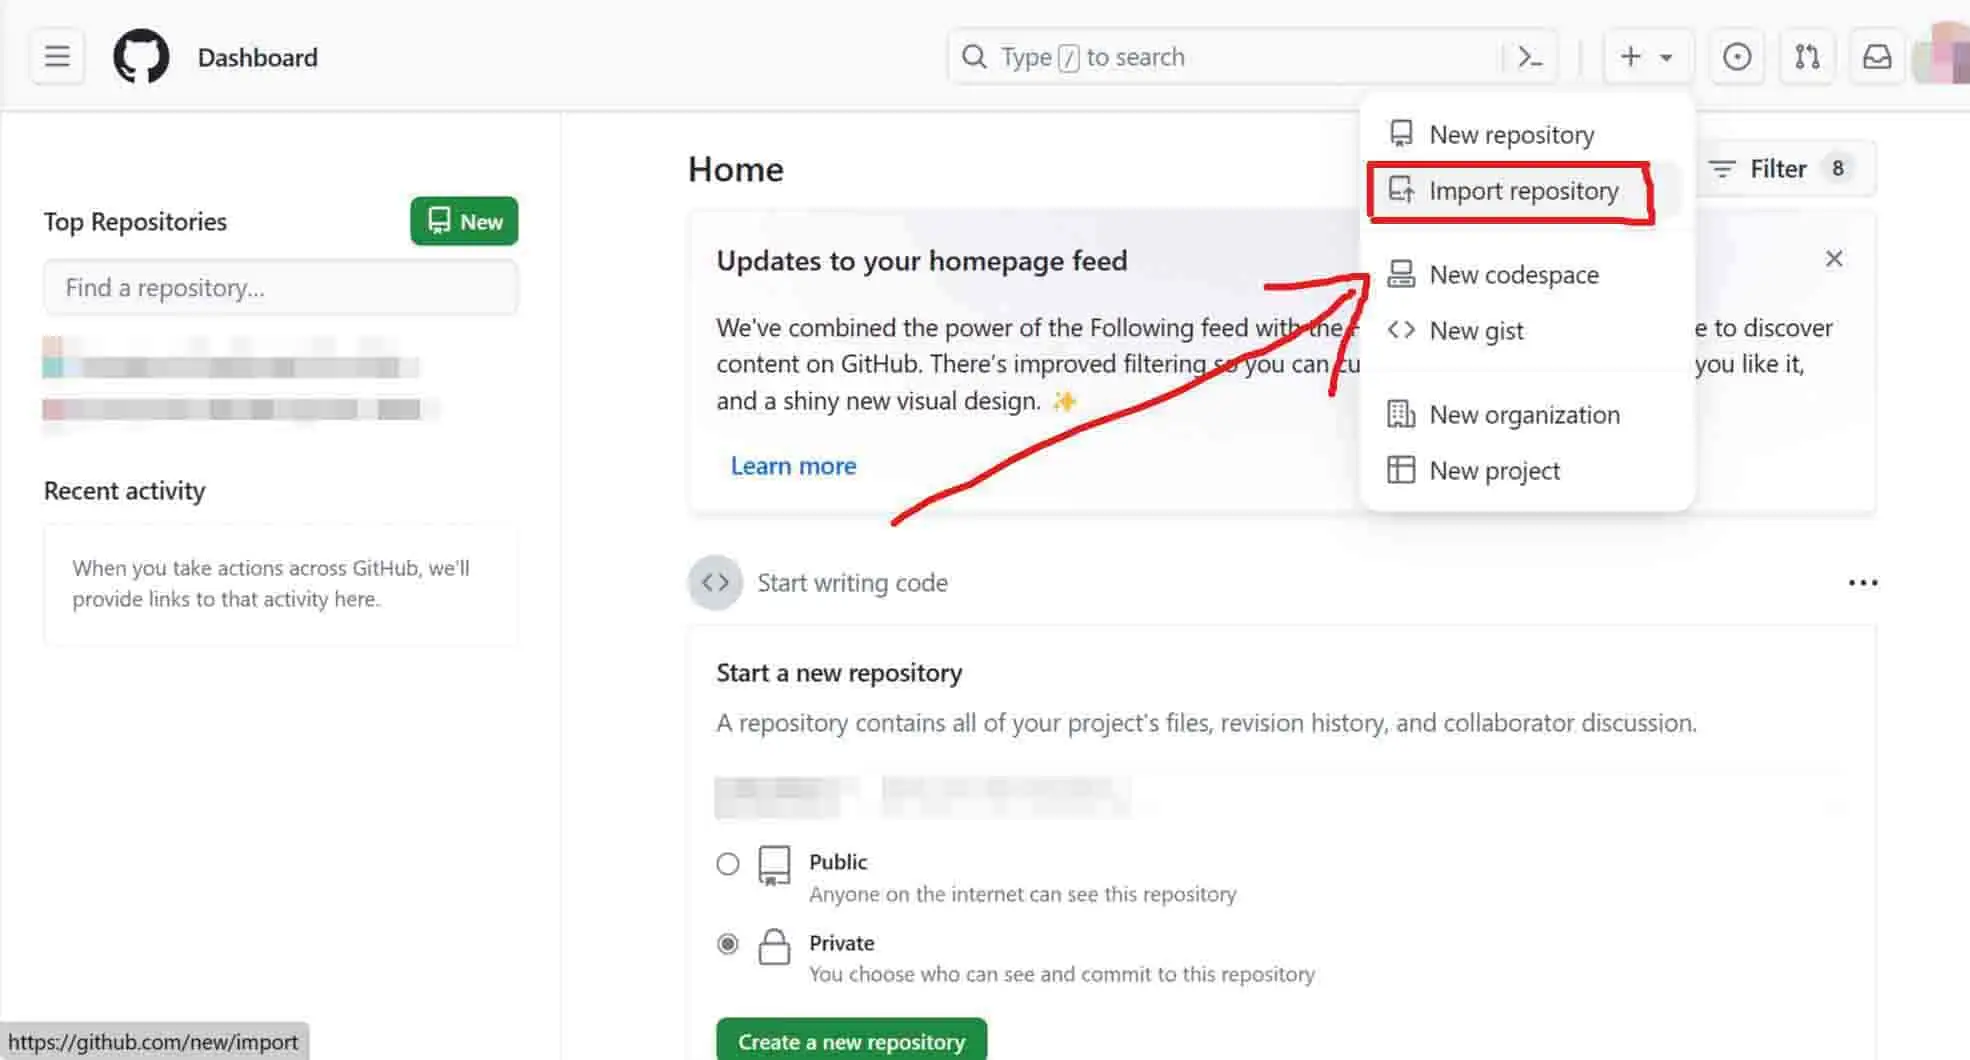 Dashboard
Type / to search
New repository
Import repository
New codespace
New gist
New organization
New project
Filter 8
Top Repositories
New
Find a repository...
Recent activity
When you take actions across GitHub, we'll
provide links to that activity here.
Home
Updates to your homepage feed
We've combined the power of the Following feed with the e to discover
content on GitHub. There's improved filtering so you can cu you like it,
and a shiny new visual design. ✨
Learn more
Start writing code
Start a new repository
A repository contains all of your project's files, revision history, and collaborator discussion.
Public
Anyone on the internet can see this repository
Private
You choose who can see and commit to this repository
Create a new repository
https://github.com/new/import